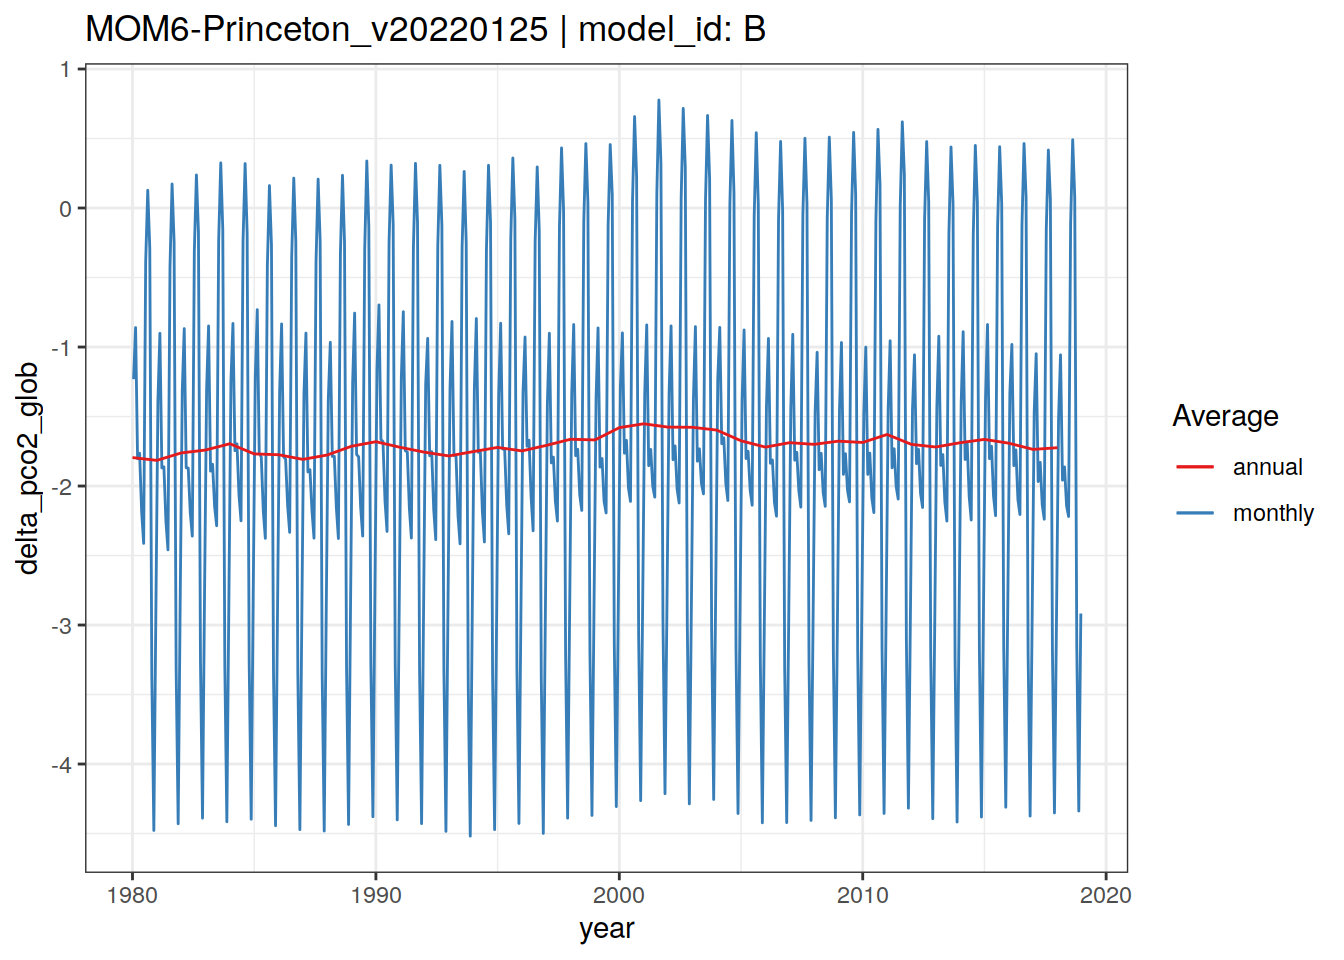 MOM6-Princeton_v20220125 | model_id: B
1
0
-1
-2
-3
-4
delta_pco2_glob
1980
1990
2000
2010
2020
year
Average
annual
monthly